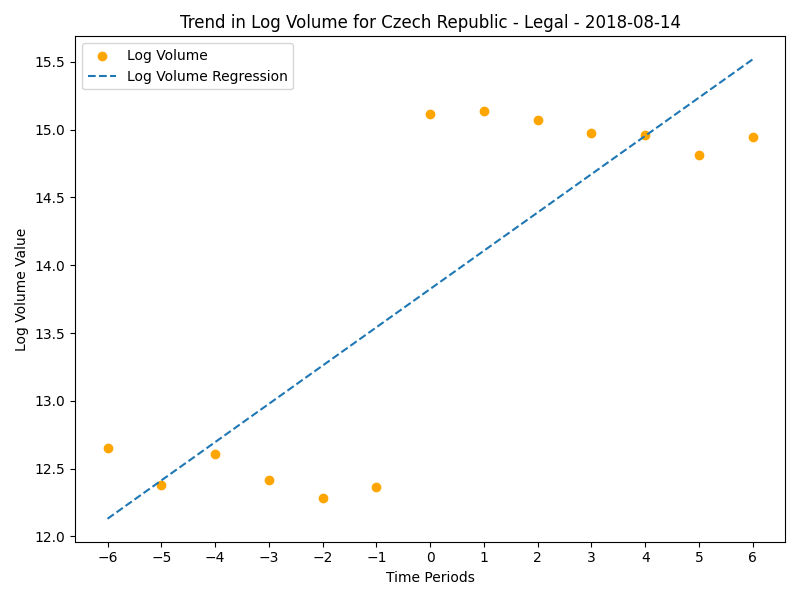 Trend in Log Volume for Czech Republic - Legal - 2018-08-14
Log Volume
Log Volume Regression
15.5
15.0
14.5
14.0
13.5
13.0
12.5
12.0
Log Volume Value
−6 −5 −4 −3 −2 −1 0 1 2 3 4 5 6
Time Periods